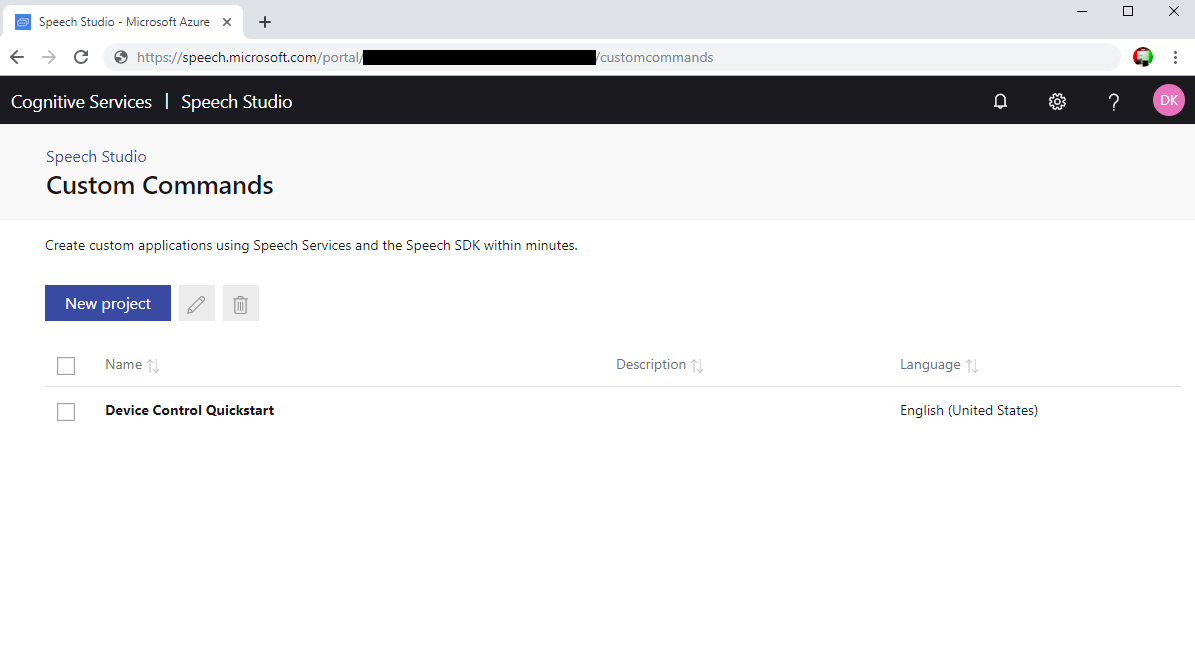 Speech Studio - Microsoft Azure
https://speech.microsoft.com/portal/ /customcommands
Cognitive Services | Speech Studio
DK
Speech Studio
Custom Commands
Create custom applications using Speech Services and the Speech SDK within minutes.
New project
Name Description Language
Device Control Quickstart English (United States)